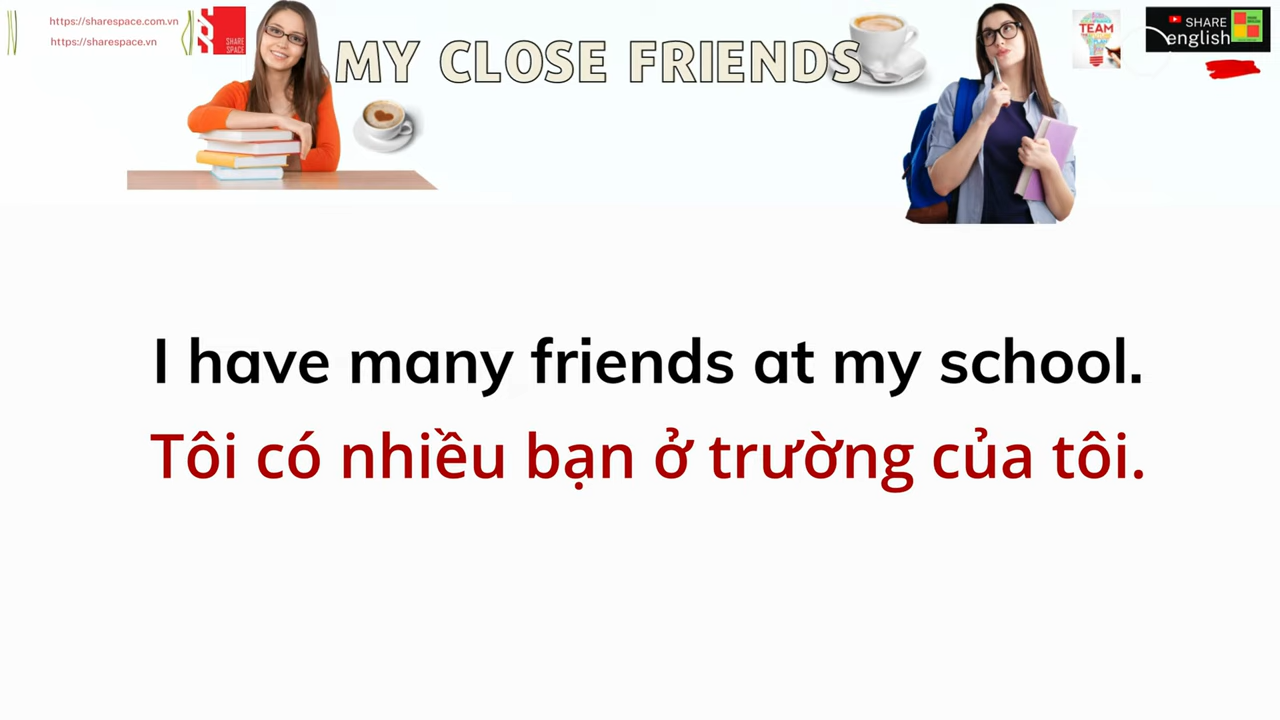 https://sharespace.com.vn
https://sharespace.vn
SHARE
SPACE
MY CLOSE FRIENDS
TEAM
SHARE
english
I have many friends at my school.
Tôi có nhiều bạn ở trường của tôi.